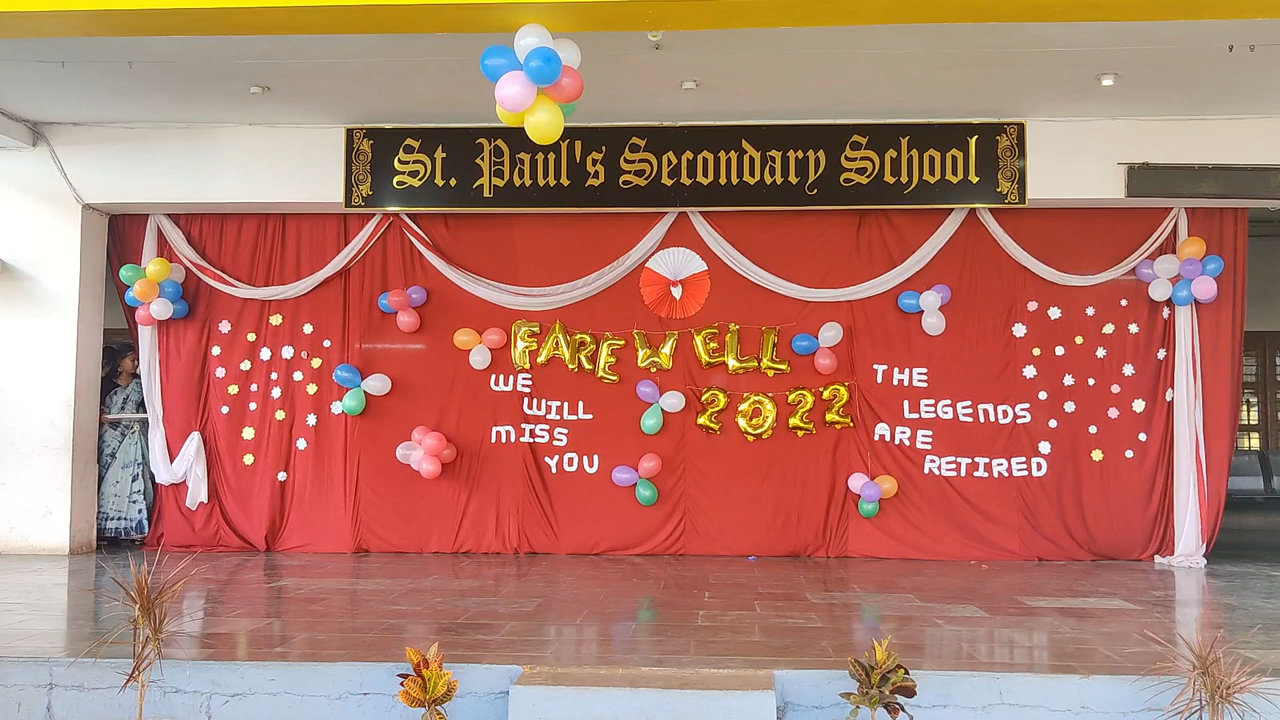 St. Paul's Secondary School
FAREWELL
2022
WE
WILL
mISS
YOU
THE
LEGEnDS
ARE
RETIRED